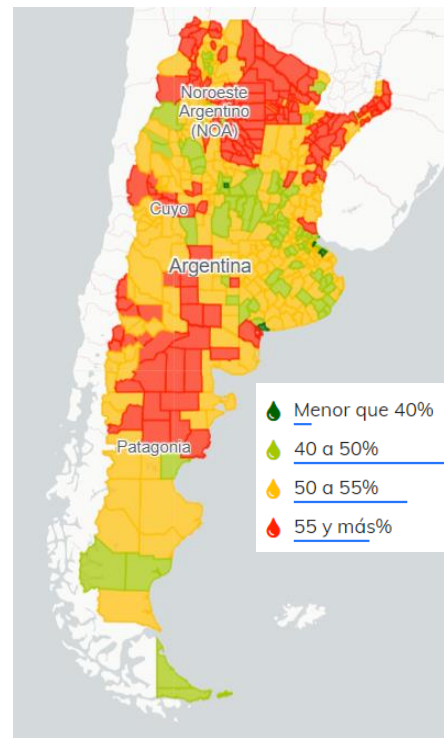 Noroeste
Argentino
(NOA)
Cuyo
Argentina
Patagonia
Menor que 40%
40 a 50%
50 a 55%
55 y más%